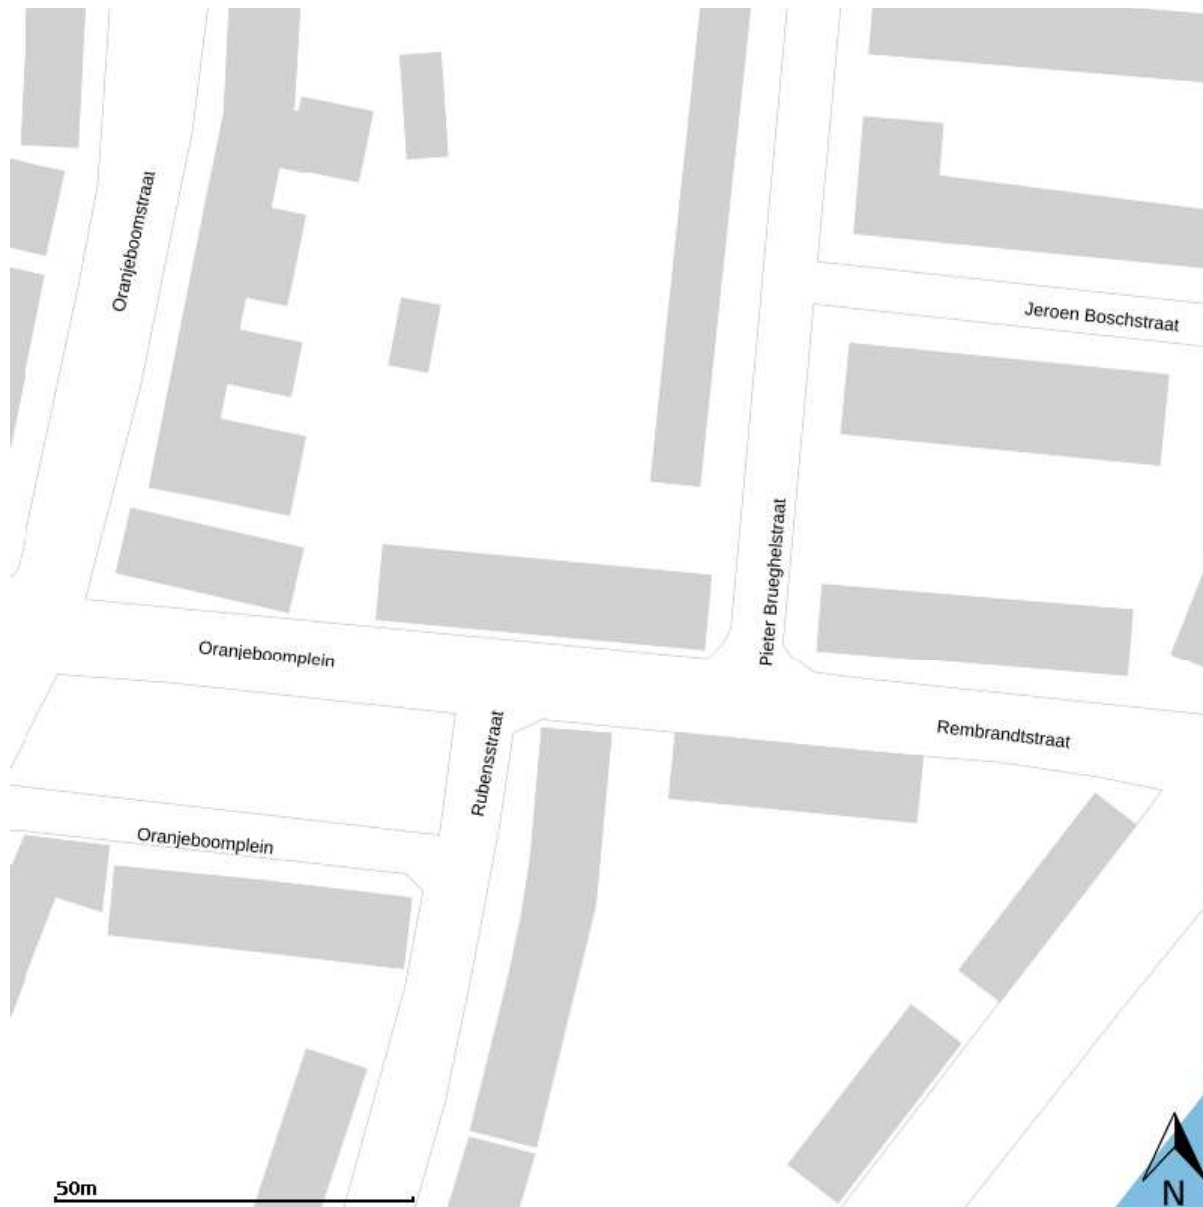 Oranjeboomstraat
Jeroen Boschstraat
Pieter Brueghelstraat
Oranjeboomplein
Rubensstraat
Rembrandtstraat
Oranjeboomplein
50m
N